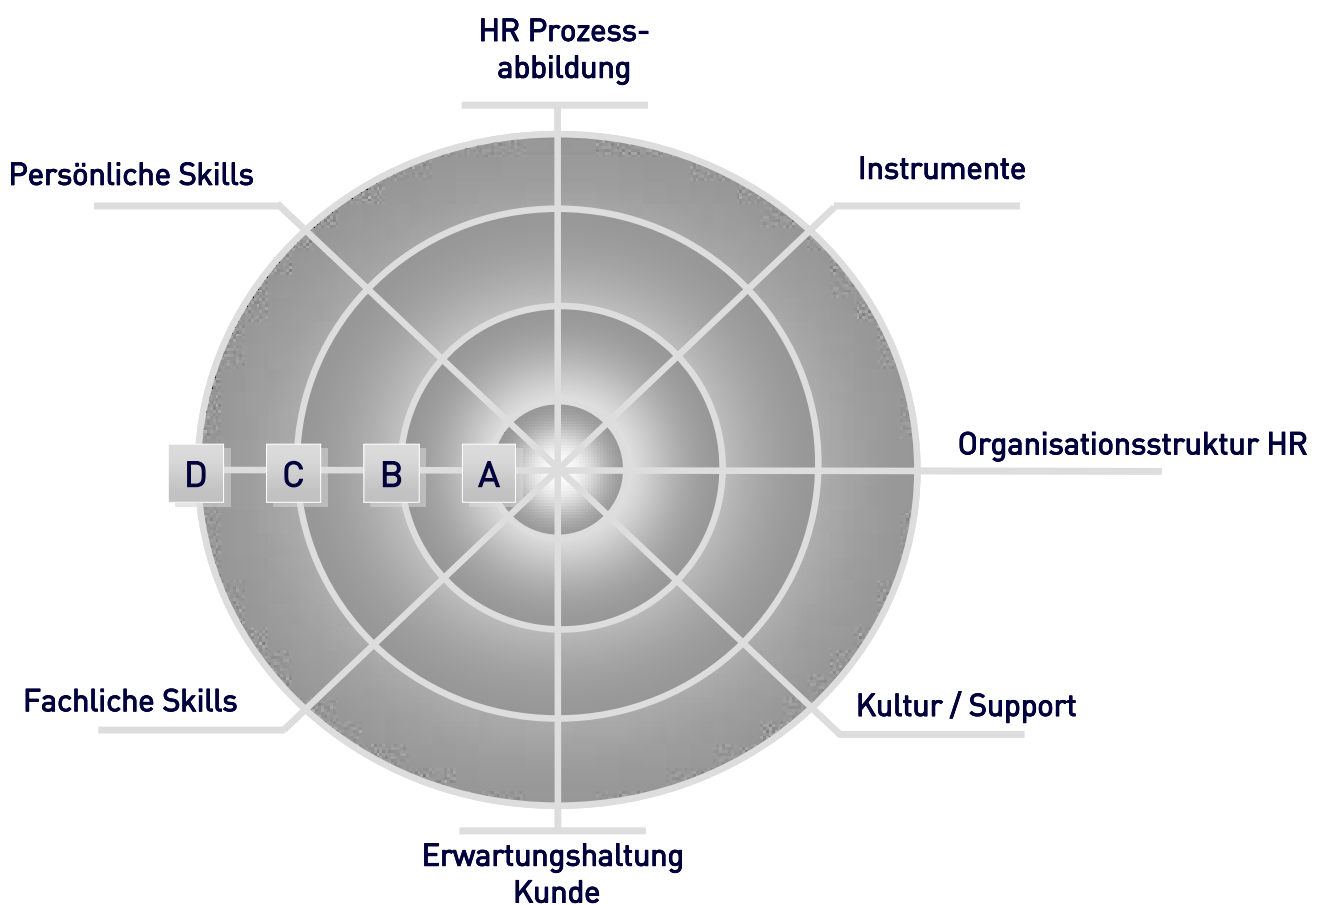 HR Prozess-
abbildung
Persönliche Skills
Instrumente
Organisationsstruktur HR
D C B A
Fachliche Skills
Kultur / Support
Erwartungshaltung
Kunde